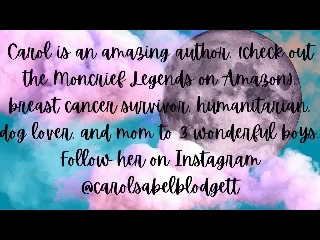 Carol is an amazing author, (check out
the Moncrief Legends on Amazon),
breast cancer survivor, humanitarian,
dog lover, and mom to 3 wonderful boys.
Follow her on Instagram
@carolsabelblodgett